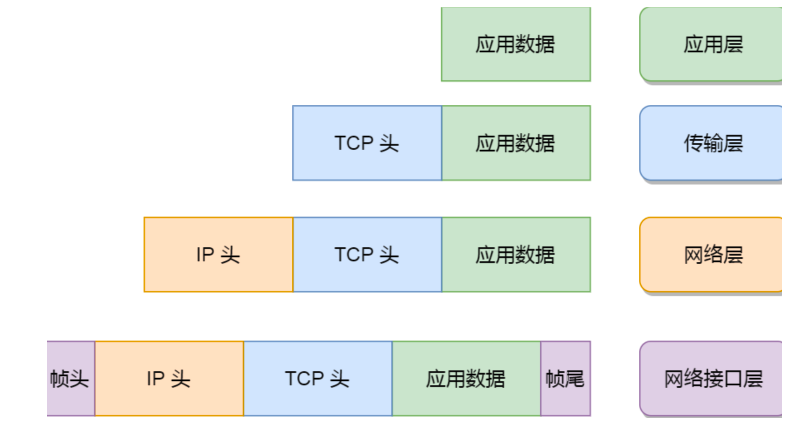 应用数据 应用层
TCP 头 应用数据 传输层
IP 头 TCP 头 应用数据 网络层
帧头 IP 头 TCP 头 应用数据 帧尾 网络接口层